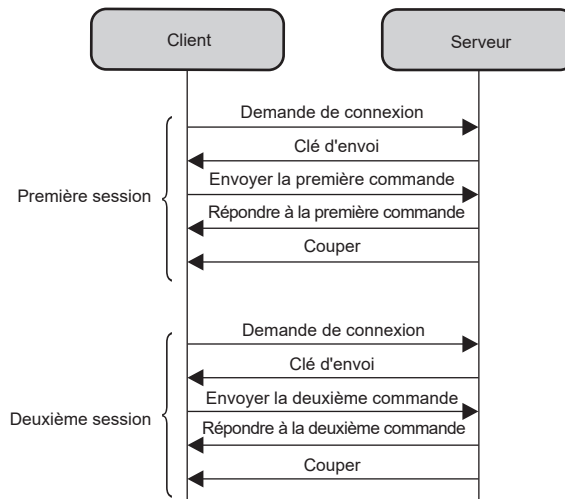 Client
Serveur
Demande de connexion
Clé d'envoi
Envoyer la première commande
Première session
Répondre à la première commande
Couper
Demande de connexion
Clé d'envoi
Envoyer la deuxième commande
Deuxième session
Répondre à la deuxième commande
Couper